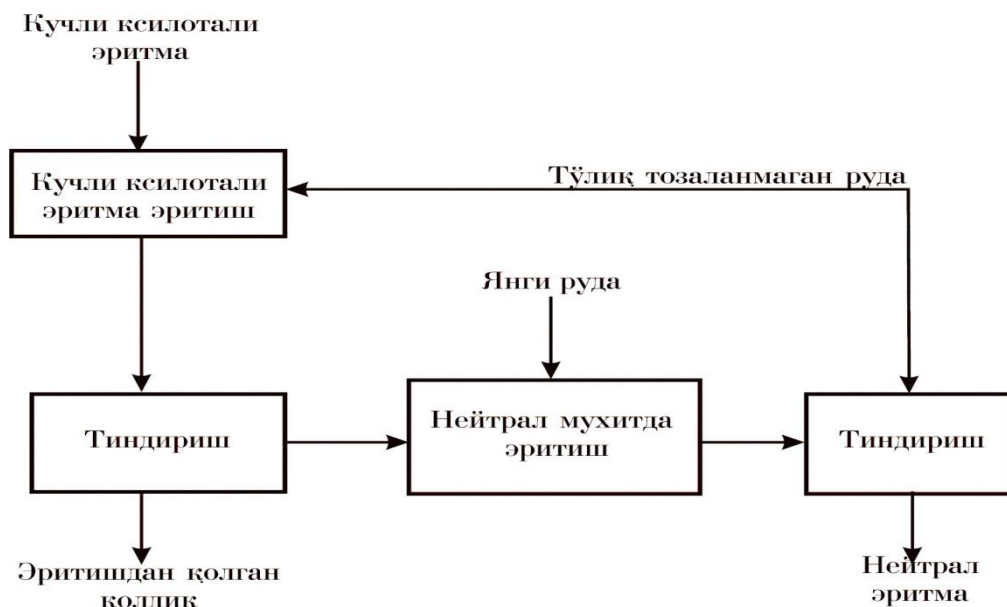 Кучли ксилотали
эритма
Кучли ксилотали
эритма эритиш
Тўлиқ тозаланмаган руда
Янги руда
Тиндириш
Нейтрал мухитда
эритиш
Тиндириш
Эритишдан қолган
қолдиқ
Нейтрал
эритма